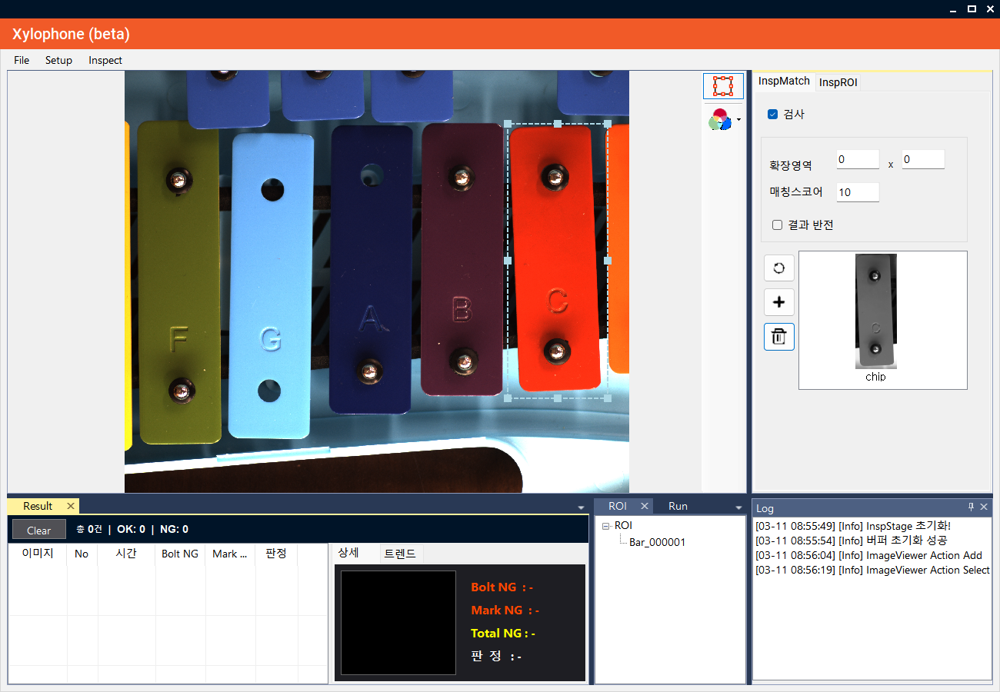 Xylophone (beta)
File Setup Inspect
InspMatch InspROI
검사
확장영역 0 x 0
매칭스코어 10
결과 반전
chip
F G A B C
Result ROI Run Log
Clear 총 0건 | OK: 0 | NG: 0
이미지 No 시간 Bolt NG Mark ... 판정
상세 트렌드
Bolt NG : -
Mark NG : -
Total NG : -
판 정 : -
ROI
Bar_000001
[03-11 08:55:49] [Info] InspStage 초기화!
[03-11 08:55:54] [Info] 버퍼 초기화 성공
[03-11 08:56:04] [Info] ImageViewer Action Add
[03-11 08:56:19] [Info] ImageViewer Action Select